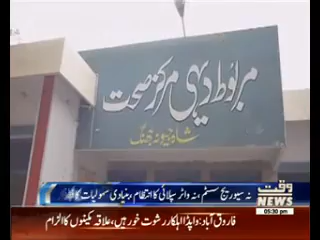 مربوط دیہی مرکز صحت
شاہ جیونہ جھنگ
نہ سیوریج سسٹم، نہ واٹر سپلائی کا انتظام، بنیادی سہولیات کا
وقت
NEWS
05:30 pm
فاروق آباد: واپڈا اہلکار رشوت خور ہیں، علاقہ مکینوں کا الزام